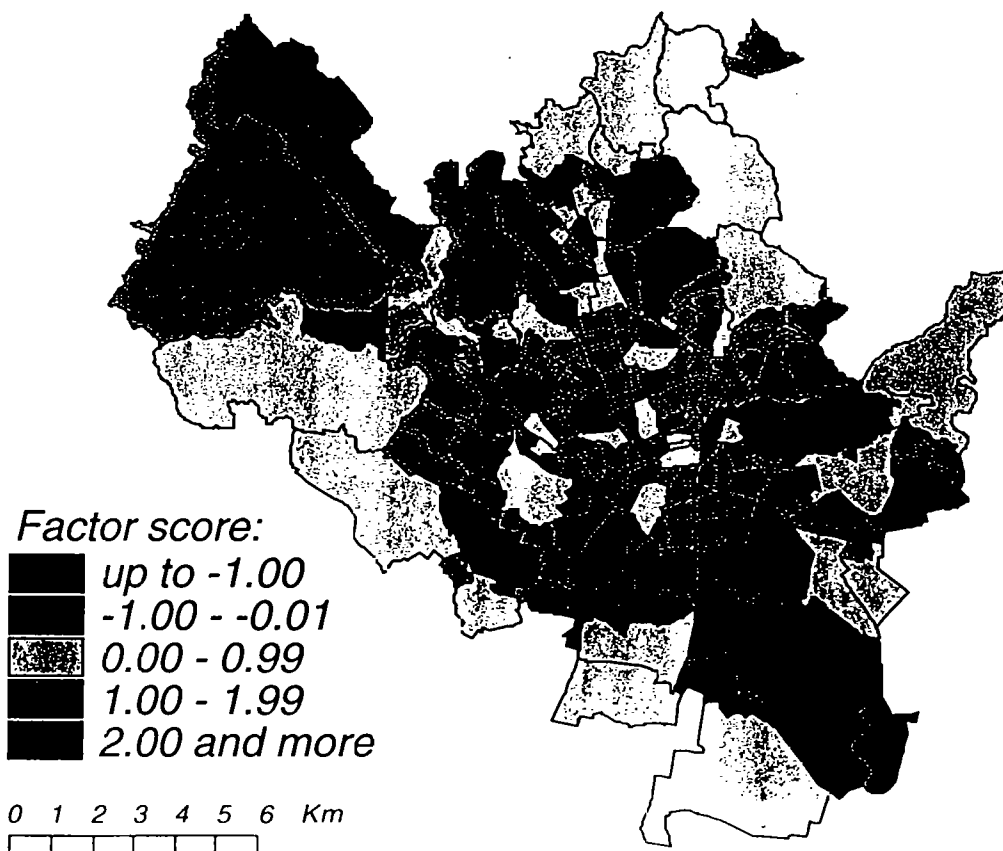 Factor score:
up to -1.00
-1.00 - -0.01
0.00 - 0.99
1.00 - 1.99
2.00 and more
0 1 2 3 4 5 6 Km